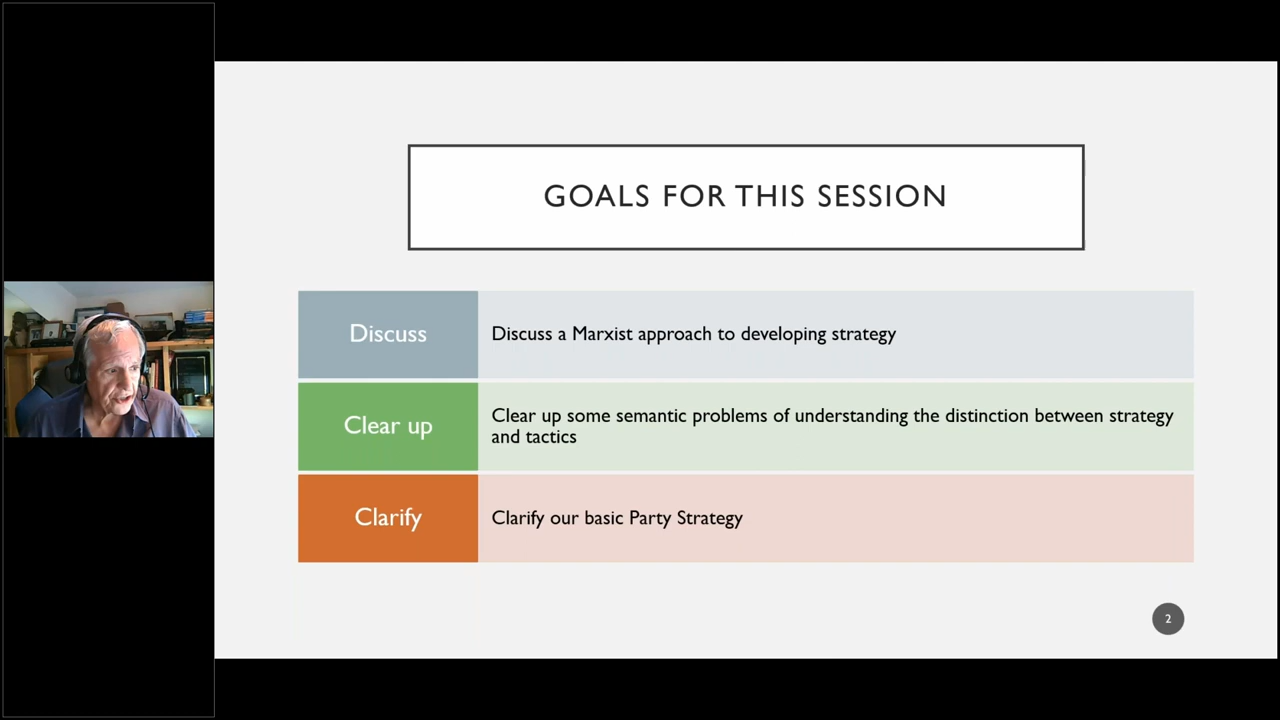 GOALS FOR THIS SESSION
Discuss
Discuss a Marxist approach to developing strategy
Clear up
Clear up some semantic problems of understanding the distinction between strategy
and tactics
Clarify
Clarify our basic Party Strategy
2